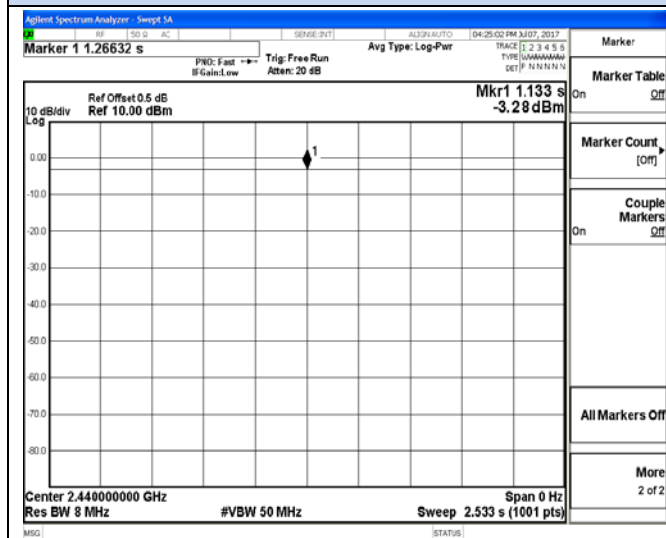 Agilent Spectrum Analyzer - Swept SA
RF 50 Ω AC SENSE:INT ALIGN AUTO 04:25:02 PM Jul 07, 2017
Marker 1 1.26632 s
PNO: Fast Trig: Free Run
IFGain:Low Atten: 20 dB
Avg Type: Log-Pwr
TRACE 1 2 3 4 5 6
TYPE
DET P N N N N N
Ref Offset 0.5 dB
10 dB/div Ref 10.00 dBm
Log
Mkr1 1.133 s
-3.28 dBm
1
0.00
-10.0
-20.0
-30.0
-40.0
-50.0
-60.0
-70.0
-80.0
Center 2.440000000 GHz Span 0 Hz
Res BW 8 MHz #VBW 50 MHz Sweep 2.533 s (1001 pts)
MSG STATUS
Marker
Marker Table
On Off
Marker Count
[Off]
Couple
Markers
On Off
All Markers Off
More
2 of 2